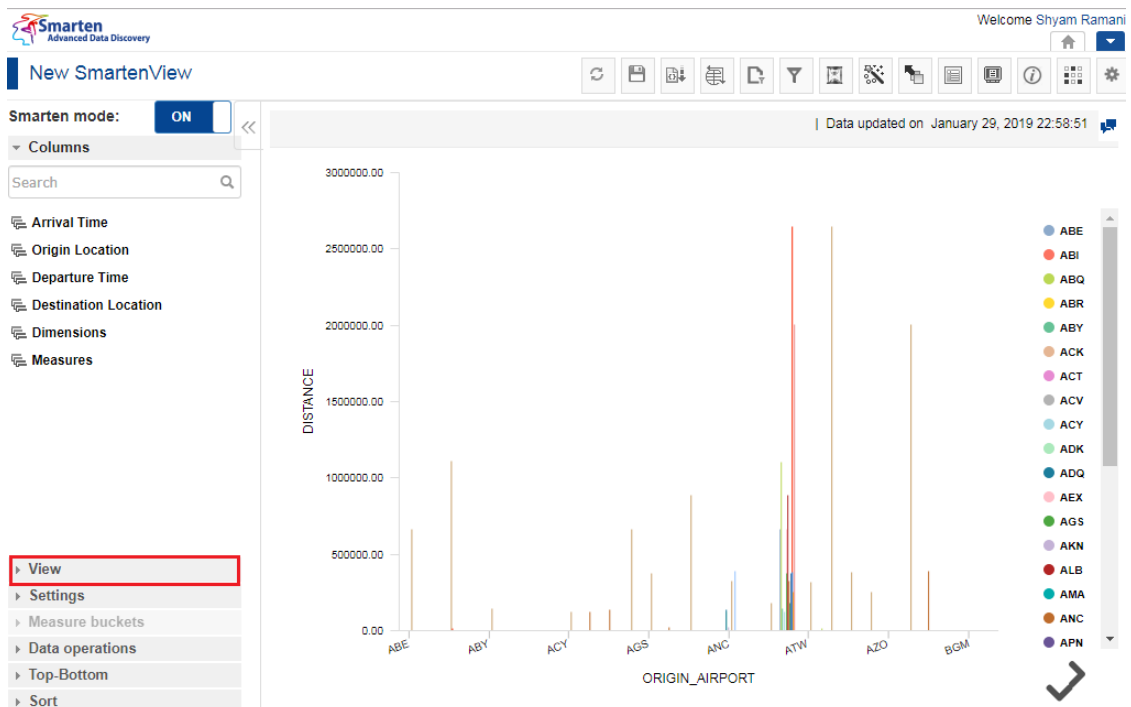 Smarten
Advanced Data Discovery
Welcome Shyam Ramani
New SmartenView
Smarten mode:
ON
Columns
Search
Arrival Time
Origin Location
Departure Time
Destination Location
Dimensions
Measures
View
Settings
Measure buckets
Data operations
Top-Bottom
Sort
| Data updated on January 29, 2019 22:58:51
3000000.00
2500000.00
2000000.00
1500000.00
1000000.00
500000.00
0.00
DISTANCE
ABE
ABY
ACY
AGS
ANC
ATW
AZO
BGM
ORIGIN_AIRPORT
ABE
ABI
ABQ
ABR
ABY
ACK
ACT
ACV
ACY
ADK
ADQ
AEX
AGS
AKN
ALB
AMA
ANC
APN